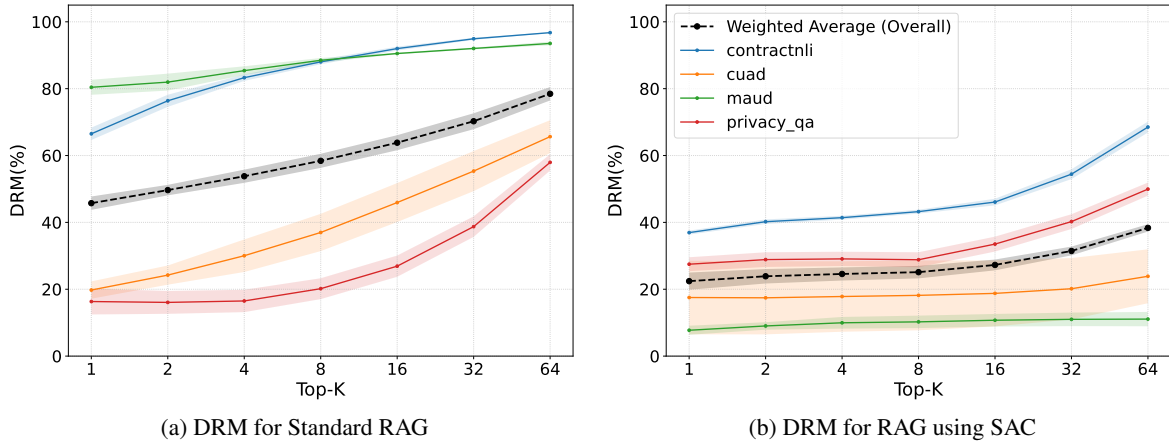 100
80
60
40
20
0
DRM(%)
1 2 4 8 16 32 64
Top-K
(a) DRM for Standard RAG
100
80
60
40
20
0
DRM(%)
Weighted Average (Overall)
contractnli
cuad
maud
privacy_qa
1 2 4 8 16 32 64
Top-K
(b) DRM for RAG using SAC